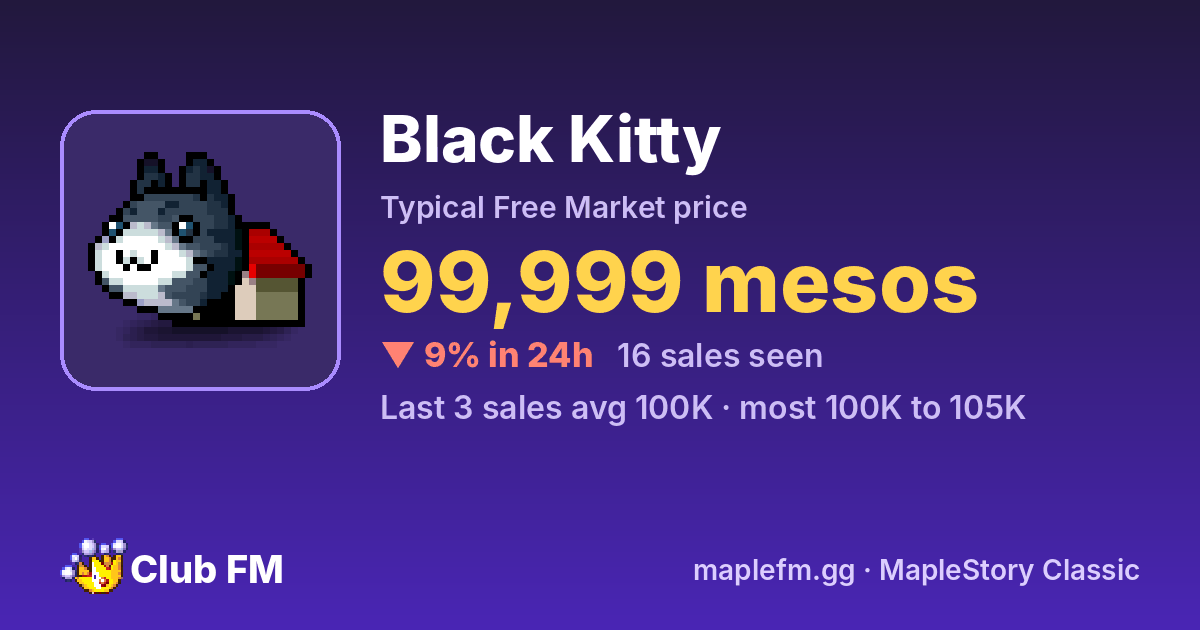 Black Kitty
Typical Free Market price
99,999 mesos
▼ 9% in 24h 16 sales seen
Last 3 sales avg 100K · most 100K to 105K
Club FM
maplefm.gg · MapleStory Classic